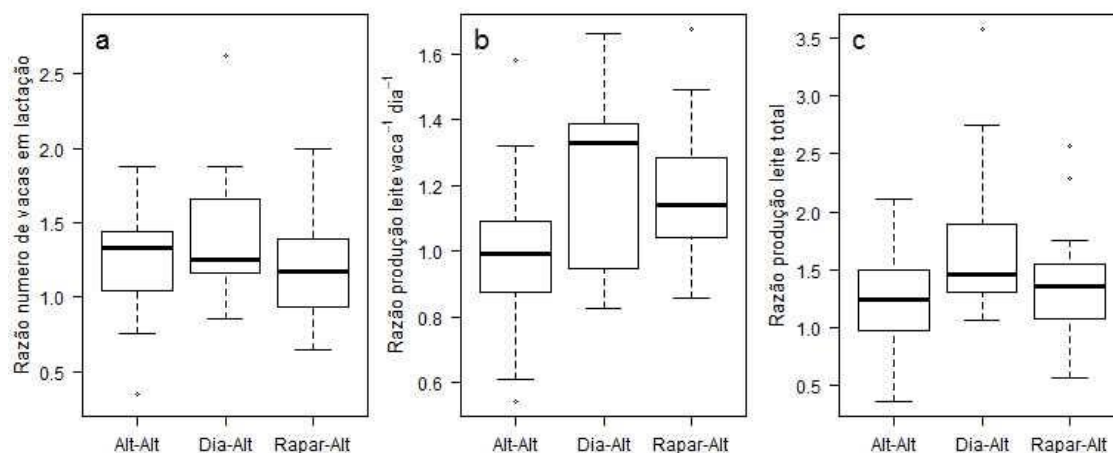 a
Razão numero de vacas em lactação
2.5
2.0
1.5
1.0
0.5
Alt-Alt Dia-Alt Rapar-Alt
b
Razão produção leite vaca⁻¹ dia⁻¹
1.6
1.4
1.2
1.0
0.8
0.6
Alt-Alt Dia-Alt Rapar-Alt
c
Razão produção leite total
3.5
3.0
2.5
2.0
1.5
1.0
0.5
Alt-Alt Dia-Alt Rapar-Alt